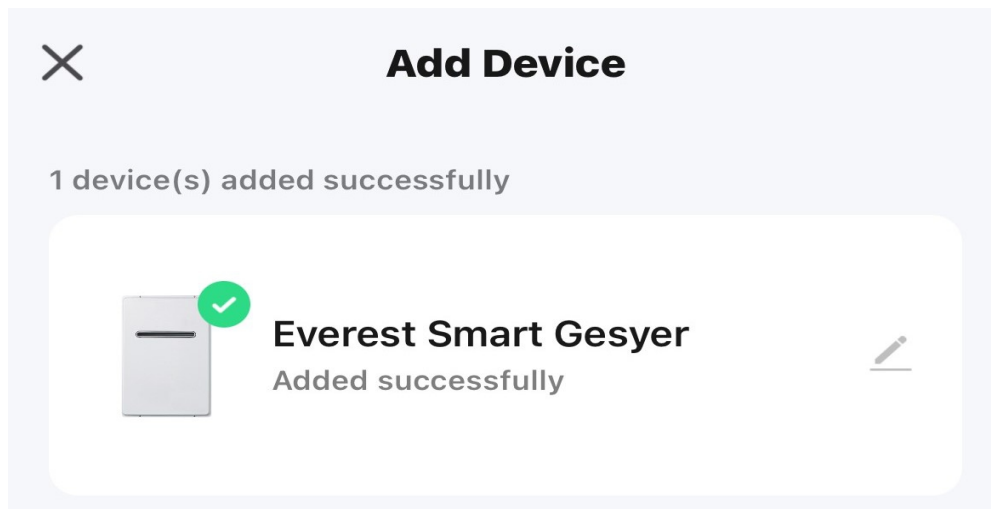 Add Device
1 device(s) added successfully
Everest Smart Gesyer
Added successfully